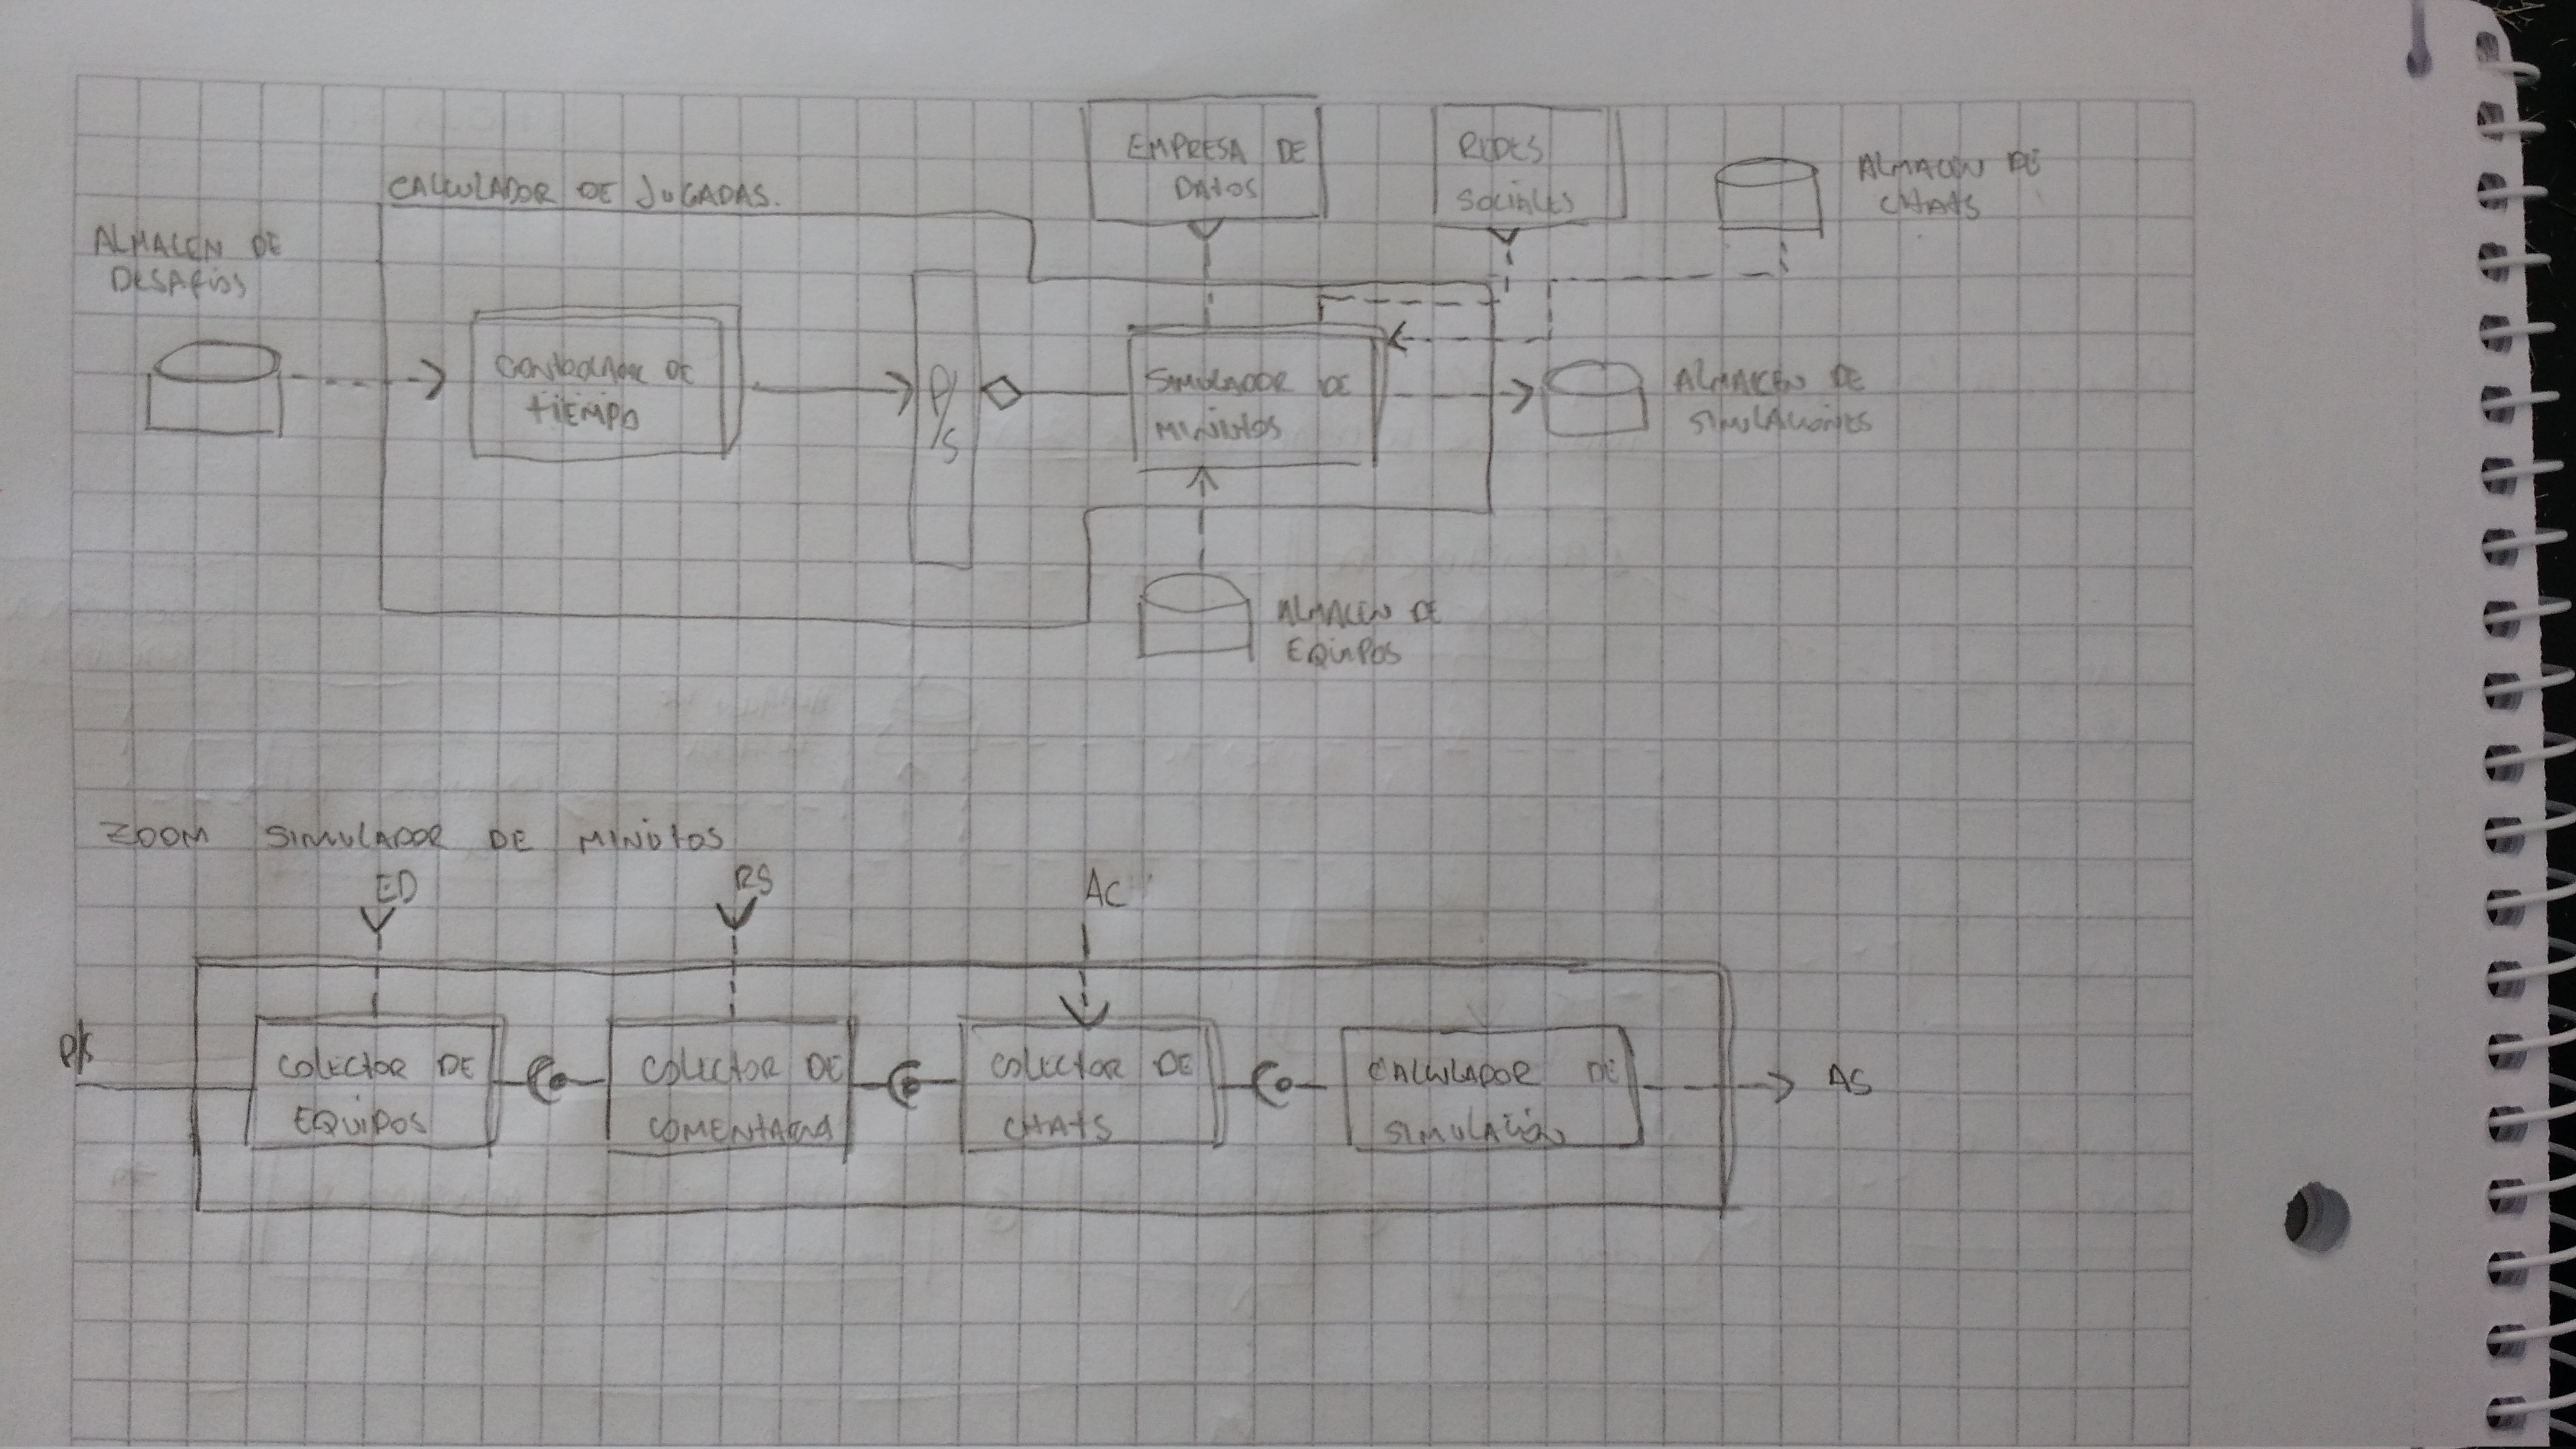 CALCULADOR DE JUGADAS.
ALMACEN DE
DESAFIOS
CONTROLADOR DE
TIEMPO
P/S
EMPRESA DE
DATOS
REDES
SOCIALES
ALMACEN DE
CHATS
SIMULADOR DE
MINUTOS
ALMACEN DE
SIMULACIONES
ALMACEN DE
EQUIPOS
ZOOM SIMULADOR DE MINUTOS
ED
RS
AC
P/S
COLECTOR DE
EQUIPOS
COLECTOR DE
COMENTARIOS
COLECTOR DE
CHATS
CALCULADOR DE
SIMULACIÓN
AS